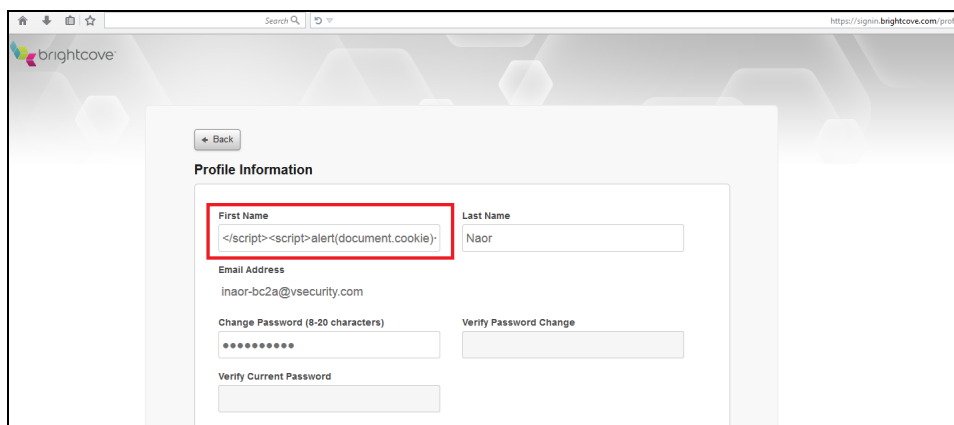 Search
https://signin.brightcove.com/prof
brightcove
Back
Profile Information
First Name
Last Name
</script><script>alert(document.cookie)
Naor
Email Address
inaor-bc2a@vsecurity.com
Change Password (8-20 characters)
Verify Password Change
Verify Current Password